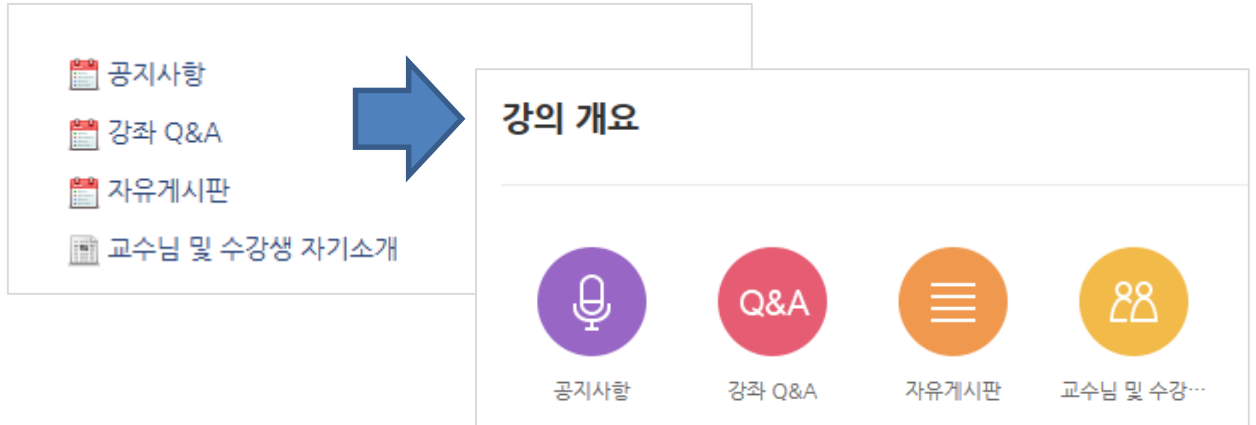 공지사항
강좌 Q&A
자유게시판
교수님 및 수강생 자기소개
강의 개요
Q&A
공지사항
강좌 Q&A
자유게시판
교수님 및 수강…